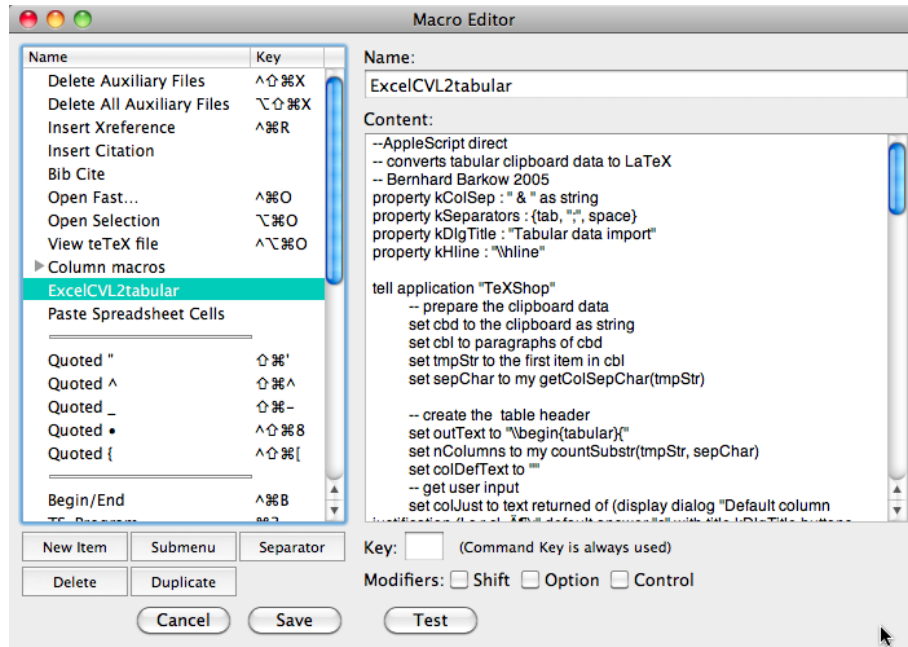 Macro Editor
Name Key
Delete Auxiliary Files ^⇧⌘X
Delete All Auxiliary Files ⌥⇧⌘X
Insert Xreference ^⌘R
Insert Citation
Bib Cite
Open Fast... ^⌘O
Open Selection ⌥⌘O
View teTeX file ^⌥⌘O
Column macros
ExcelCVL2tabular
Paste Spreadsheet Cells
Quoted " ⇧⌘'
Quoted ^ ⇧⌘^
Quoted _ ⇧⌘-
Quoted • ^⇧⌘8
Quoted { ^⇧⌘[
Begin/End ^⌘B
New Item Submenu Separator
Delete Duplicate
Cancel Save
Name:
ExcelCVL2tabular
Content:
--AppleScript direct
-- converts tabular clipboard data to LaTeX
-- Bernhard Barkow 2005
property kColSep : " & " as string
property kSeparators : {tab, ";", space}
property kDlgTitle : "Tabular data import"
property kHline : "\\hline"
tell application "TeXShop"
-- prepare the clipboard data
set cbd to the clipboard as string
set cbl to paragraphs of cbd
set tmpStr to the first item in cbl
set sepChar to my getColSepChar(tmpStr)
-- create the table header
set outText to "\\begin{tabular}{"
set nColumns to my countSubstr(tmpStr, sepChar)
set colDefText to ""
-- get user input
set colJust to text returned of (display dialog "Default column
Key: (Command Key is always used)
Modifiers: Shift Option Control
Test